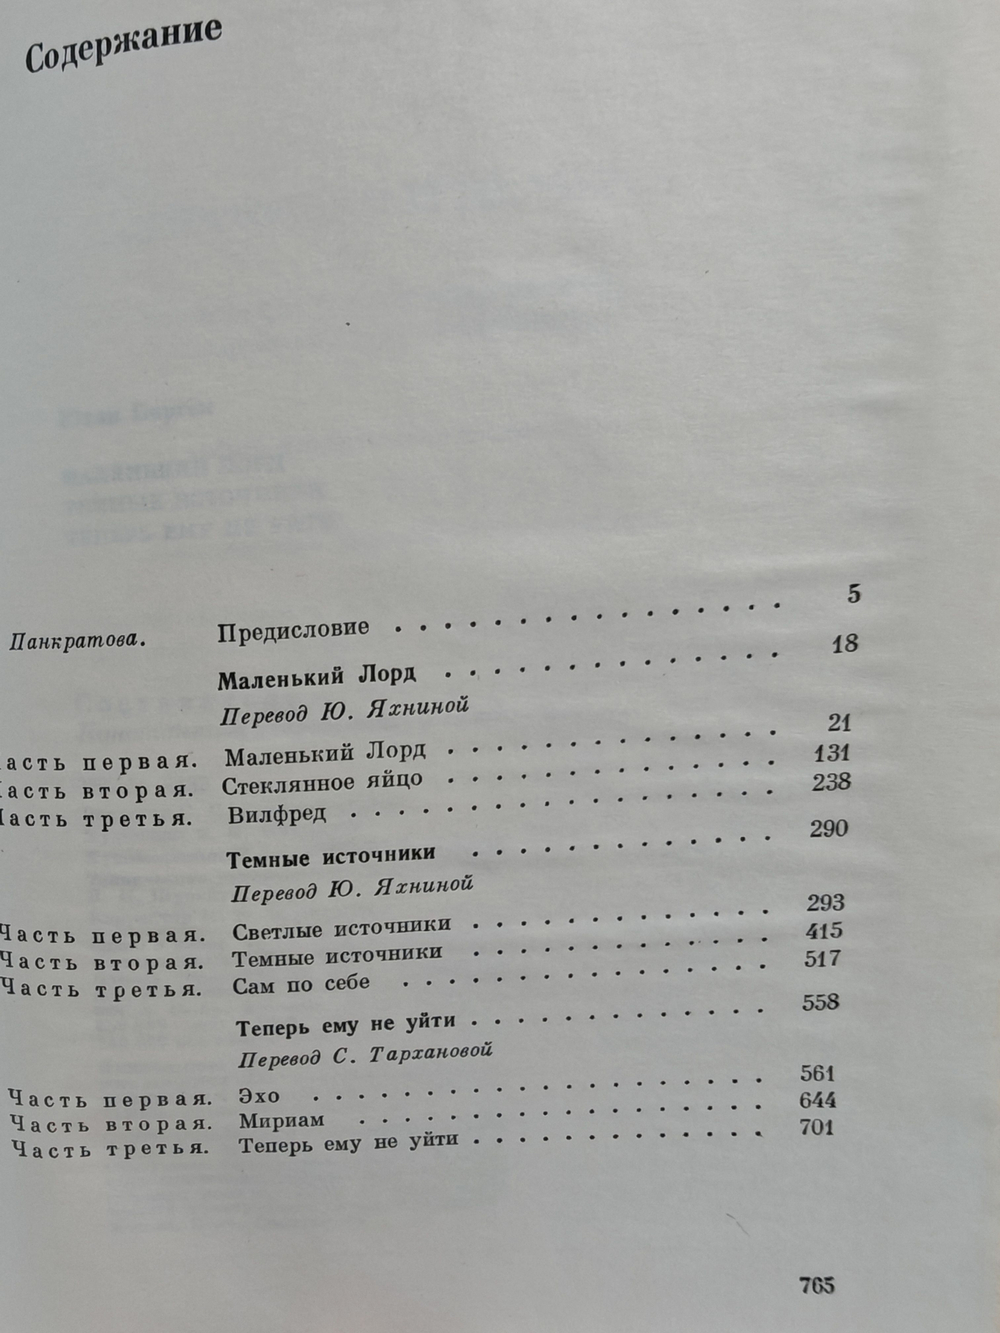 Содержание
Панкратова. Предисловие . . . . . . . . . . . . . . . . 5
Маленький Лорд . . . . . . . . . . . . . . 18
Перевод Ю. Яхниной
асть первая. Маленький Лорд . . . . . . . . . . . . . . 21
асть вторая. Стеклянное яйцо . . . . . . . . . . . . . . 131
Часть третья. Вилфред . . . . . . . . . . . . . . . . . . 238
Темные источники . . . . . . . . . . . . . 290
Перевод Ю. Яхниной
Часть первая. Светлые источники . . . . . . . . . . . . . 293
Часть вторая. Темные источники . . . . . . . . . . . . . 415
Часть третья. Сам по себе . . . . . . . . . . . . . . . . 517
Теперь ему не уйти . . . . . . . . . . . . . 558
Перевод С. Тархановой
Часть первая. Эхо . . . . . . . . . . . . . . . . . . . . 561
Часть вторая. Мириам . . . . . . . . . . . . . . . . . . 644
Часть третья. Теперь ему не уйти . . . . . . . . . . . . . 701
765